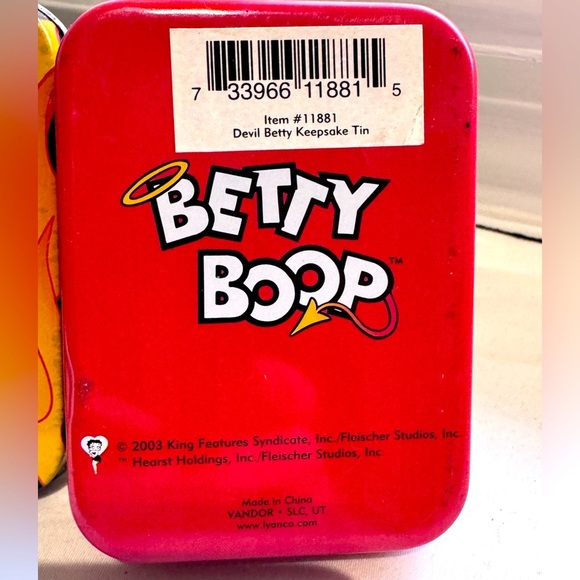 7 33966 11881 5
Item #11881
Devil Betty Keepsake Tin
BETTY
BOOP™
© 2003 King Features Syndicate, Inc./Fleischer Studios, Inc.
™ Hearst Holdings, Inc./Fleischer Studios, Inc.
Made in China
VANDOR • SLC, UT
www.lyanco.com